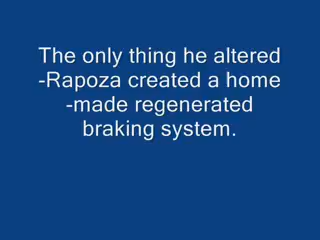 The only thing he altered
-Rapoza created a home
-made regenerated
braking system.